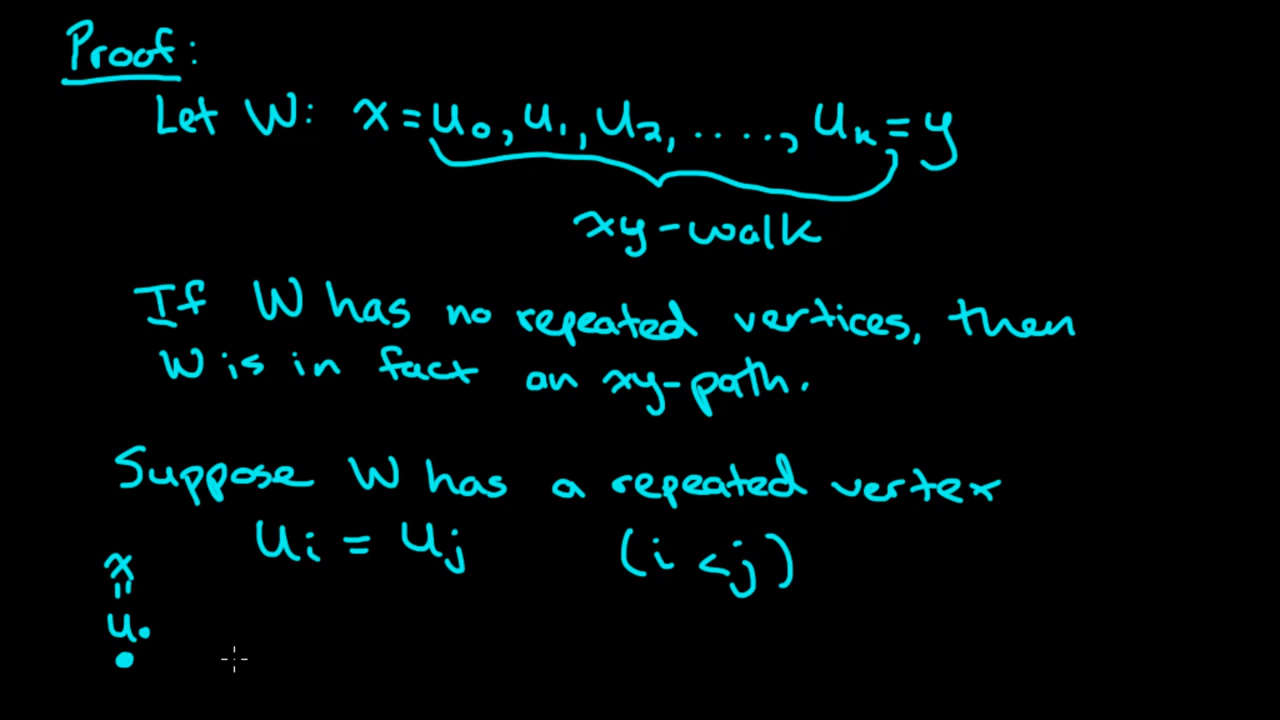 Proof:
Let W: x = u₀, u₁, u₂, ...., uₖ = y
xy-walk
If W has no repeated vertices, then
W is in fact an xy-path.
Suppose W has a repeated vertex
uᵢ = uⱼ (i < j)
x
=
u₀